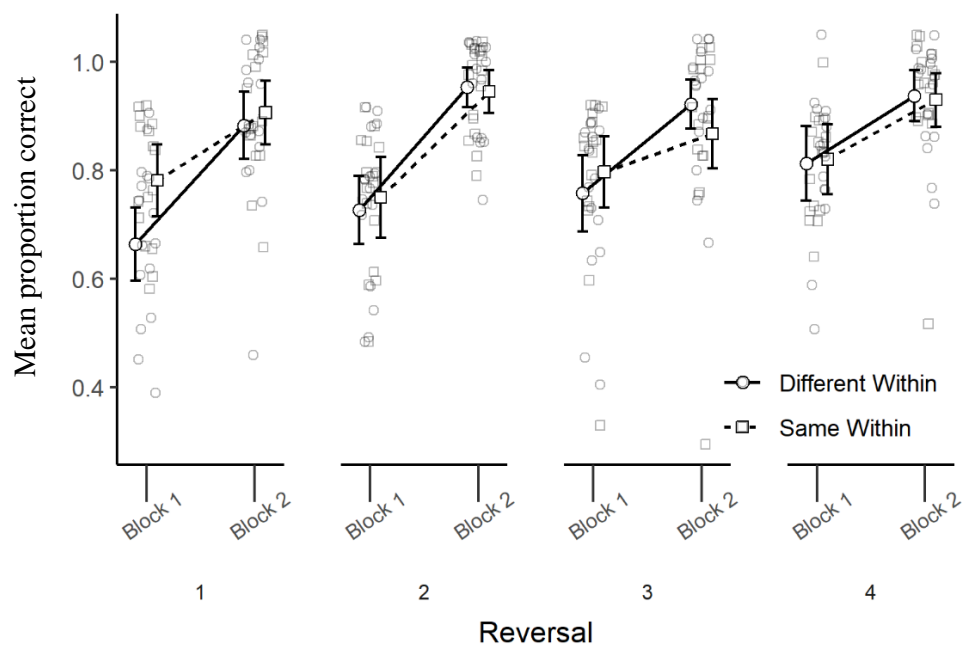 Mean proportion correct
1.0
0.8
0.6
0.4
Different Within
Same Within
Block 1
Block 2
Block 1
Block 2
Block 1
Block 2
Block 1
Block 2
1
2
3
4
Reversal